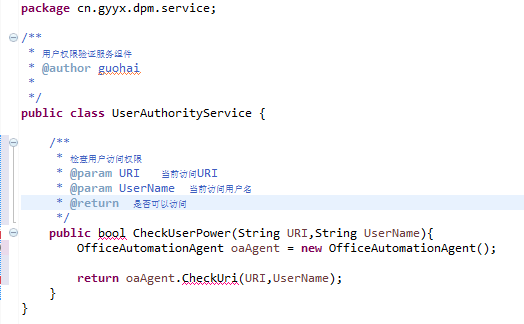 package cn.gyyx.dpm.service;
/**
 * 用户权限验证服务组件
 * @author guohai
 *
 */
public class UserAuthorityService {
    /**
     * 检查用户访问权限
     * @param URI   当前访问URI
     * @param UserName  当前访问用户名
     * @return  是否可以访问
     */
    public bool CheckUserPower(String URI,String UserName){
        OfficeAutomationAgent oaAgent = new OfficeAutomationAgent();
        return oaAgent.CheckUri(URI,UserName);
    }
}